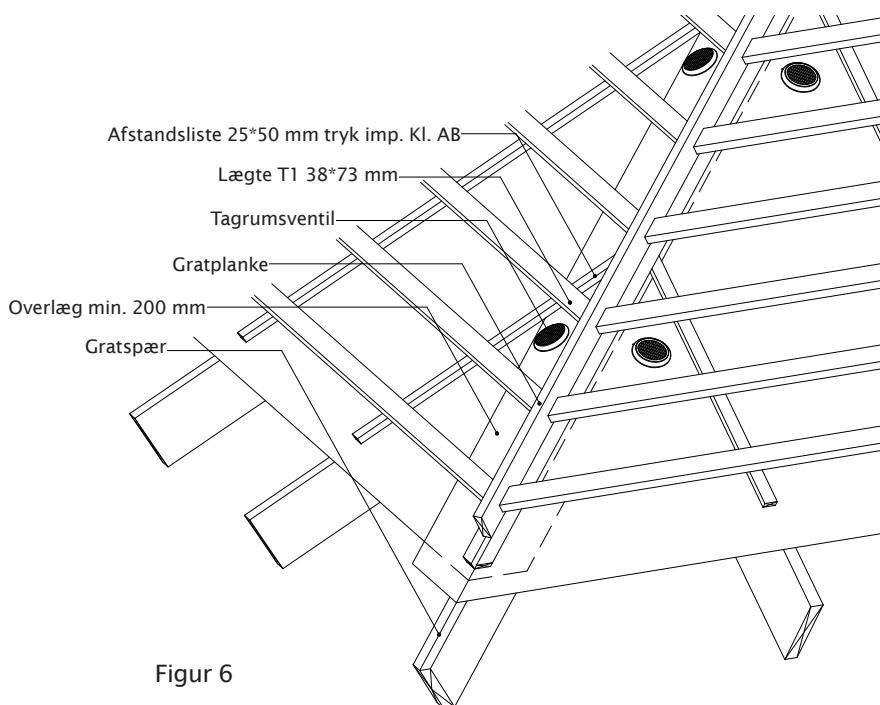 Afstandsliste 25*50 mm tryk imp. Kl. AB
Lægte T1 38*73 mm
Tagrumsventil
Gratplanke
Overlæg min. 200 mm
Gratspær
Figur 6